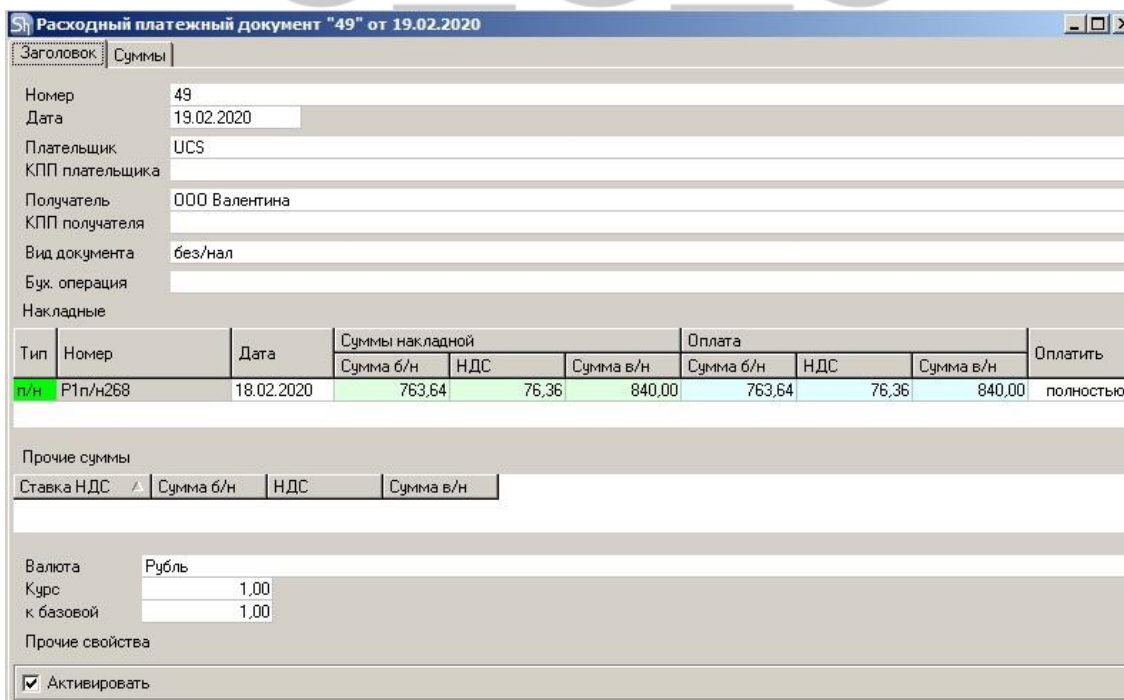 Sh Расходный платежный документ "49" от 19.02.2020
Заголовок Суммы
Номер 49
Дата 19.02.2020
Плательщик UCS
КПП плательщика
Получатель ООО Валентина
КПП получателя
Вид документа без/нал
Бух. операция
Накладные
Тип Номер Дата Суммы накладной Оплата Оплатить
Сумма б/н НДС Сумма в/н Сумма б/н НДС Сумма в/н
п/н Р1п/н268 18.02.2020 763,64 76,36 840,00 763,64 76,36 840,00 полностью
Прочие суммы
Ставка НДС Сумма б/н НДС Сумма в/н
Валюта Рубль
Курс 1,00
к базовой 1,00
Прочие свойства
Активировать